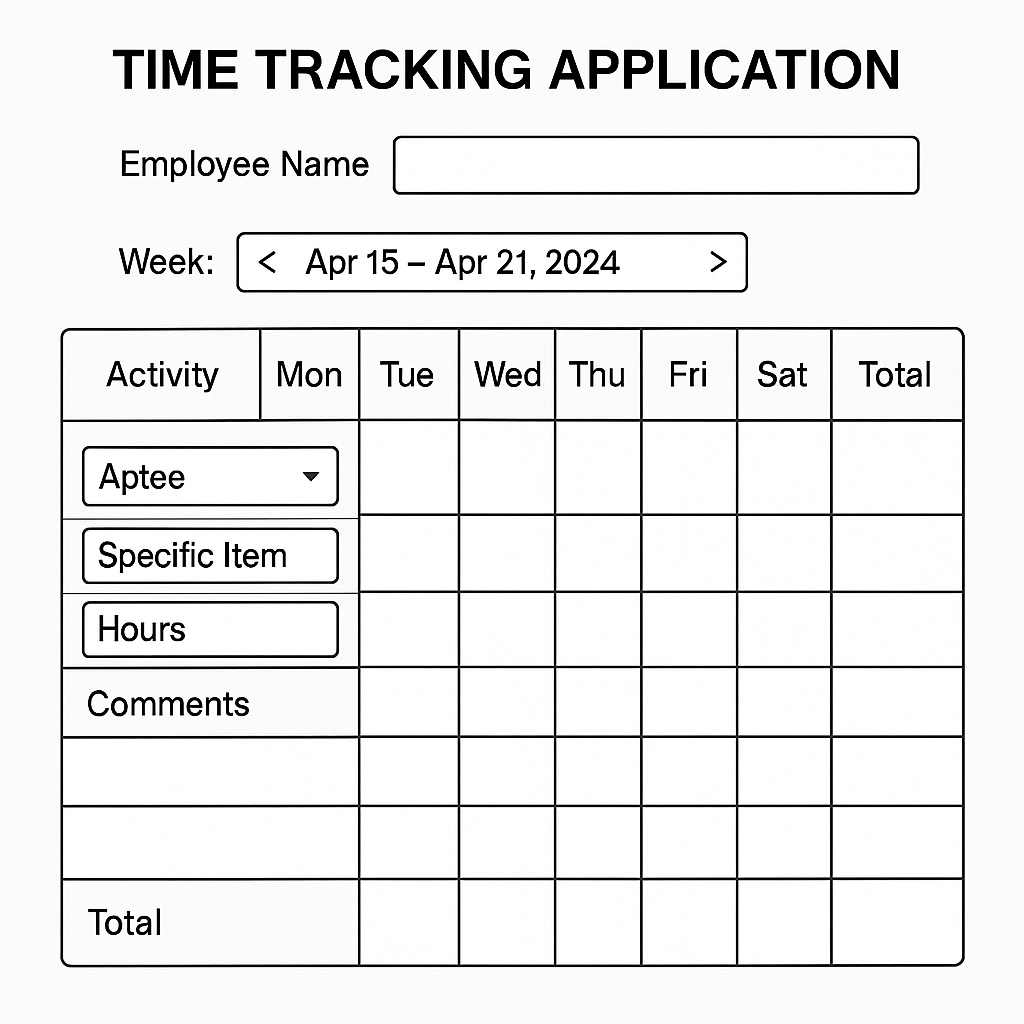 TIME TRACKING APPLICATION
Employee Name
Week: < Apr 15 – Apr 21, 2024 >
Activity Mon Tue Wed Thu Fri Sat Total
Aptee
Specific Item
Hours
Comments
Total